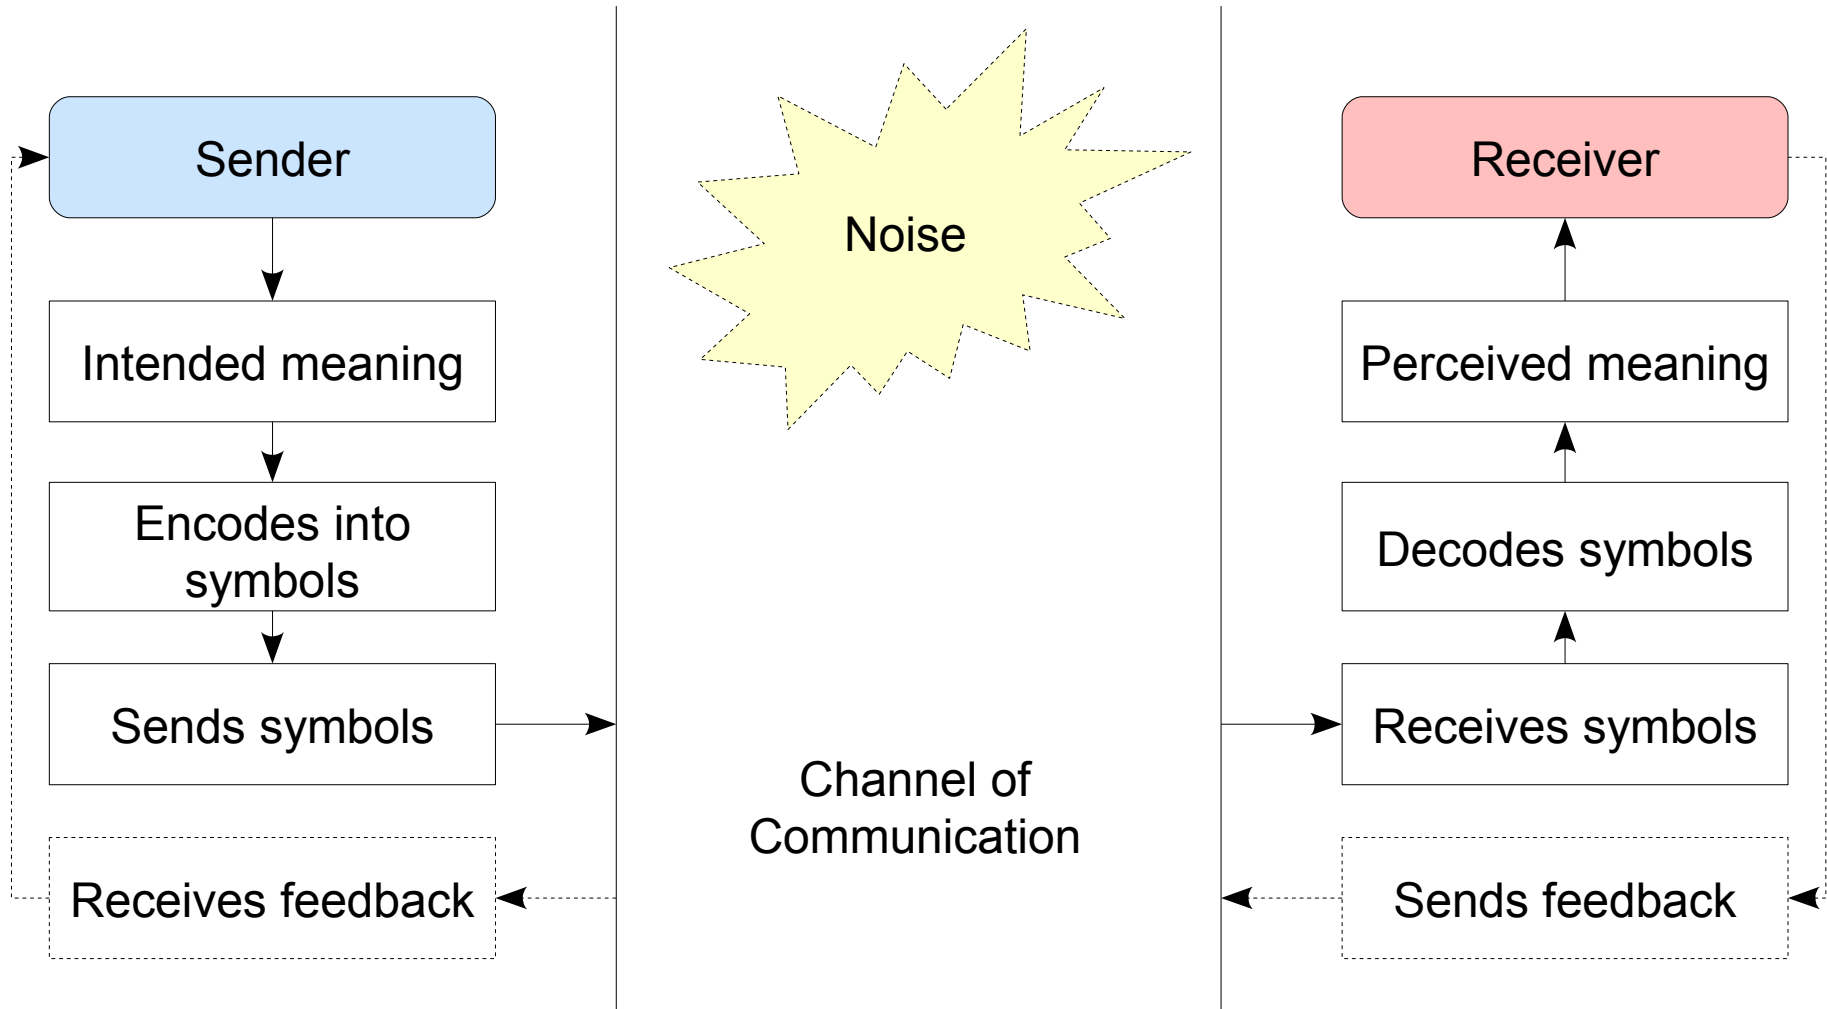 Sender
Intended meaning
Encodes into
symbols
Sends symbols
Receives feedback
Noise
Channel of
Communication
Receiver
Perceived meaning
Decodes symbols
Receives symbols
Sends feedback